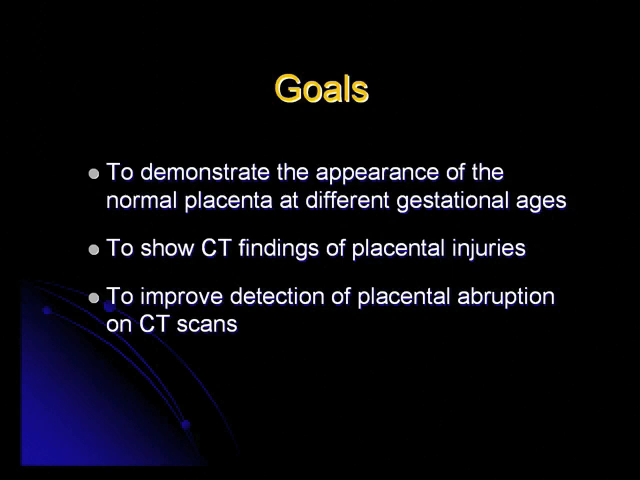 Goals
To demonstrate the appearance of the
normal placenta at different gestational ages
To show CT findings of placental injuries
To improve detection of placental abruption
on CT scans